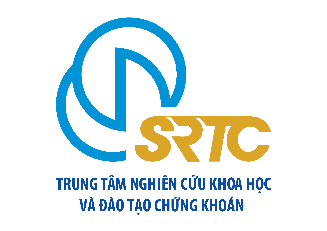 SRTC
TRUNG TÂM NGHIÊN CỨU KHOA HỌC
VÀ ĐÀO TẠO CHỨNG KHOÁN